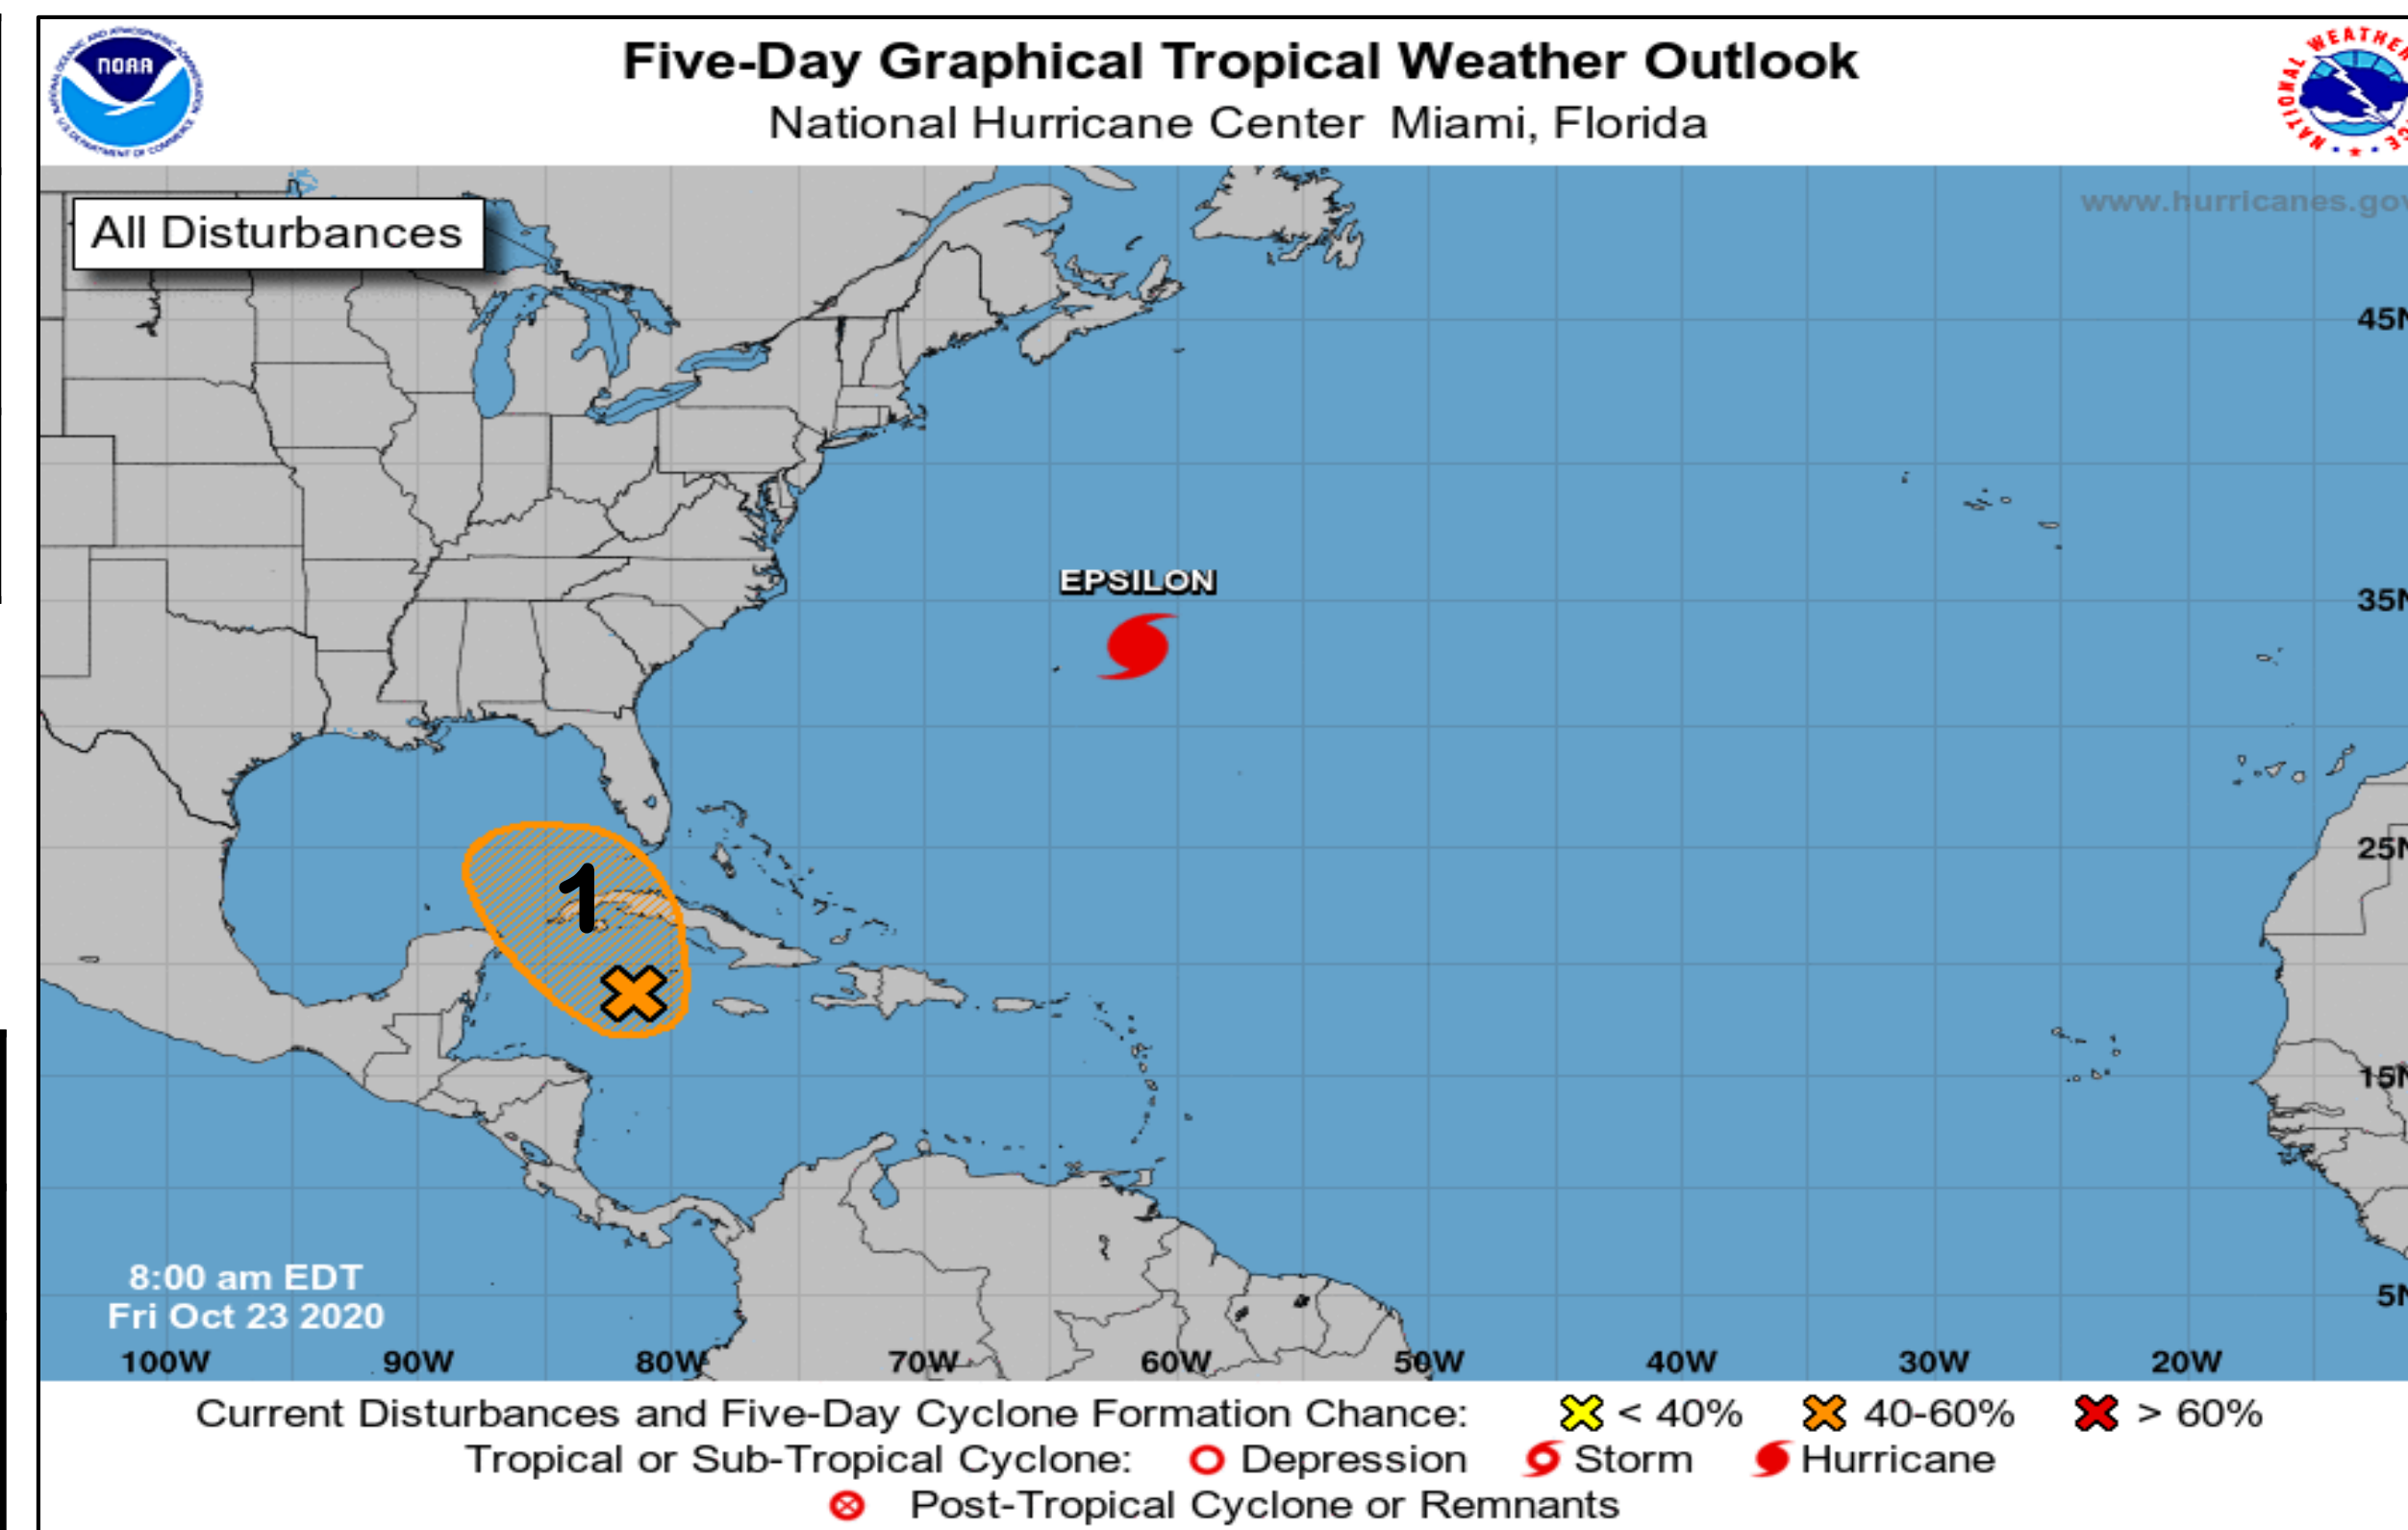 NOAA
Five-Day Graphical Tropical Weather Outlook
National Hurricane Center Miami, Florida
www.hurricanes.gov
All Disturbances
45N
EPSILON
35N
25N
1
15N
5N
8:00 am EDT
Fri Oct 23 2020
100W 90W 80W 70W 60W 50W 40W 30W 20W
Current Disturbances and Five-Day Cyclone Formation Chance: < 40% 40-60% > 60%
Tropical or Sub-Tropical Cyclone: Depression Storm Hurricane
Post-Tropical Cyclone or Remnants